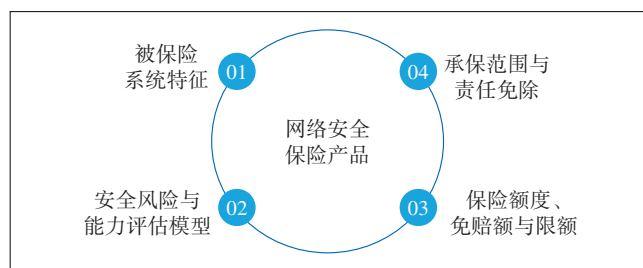 被保险
系统特征
01
04
承保范围与
责任免除
网络安全
保险产品
安全风险与
能力评估模型
02
03
保险额度、
免赔额与限额